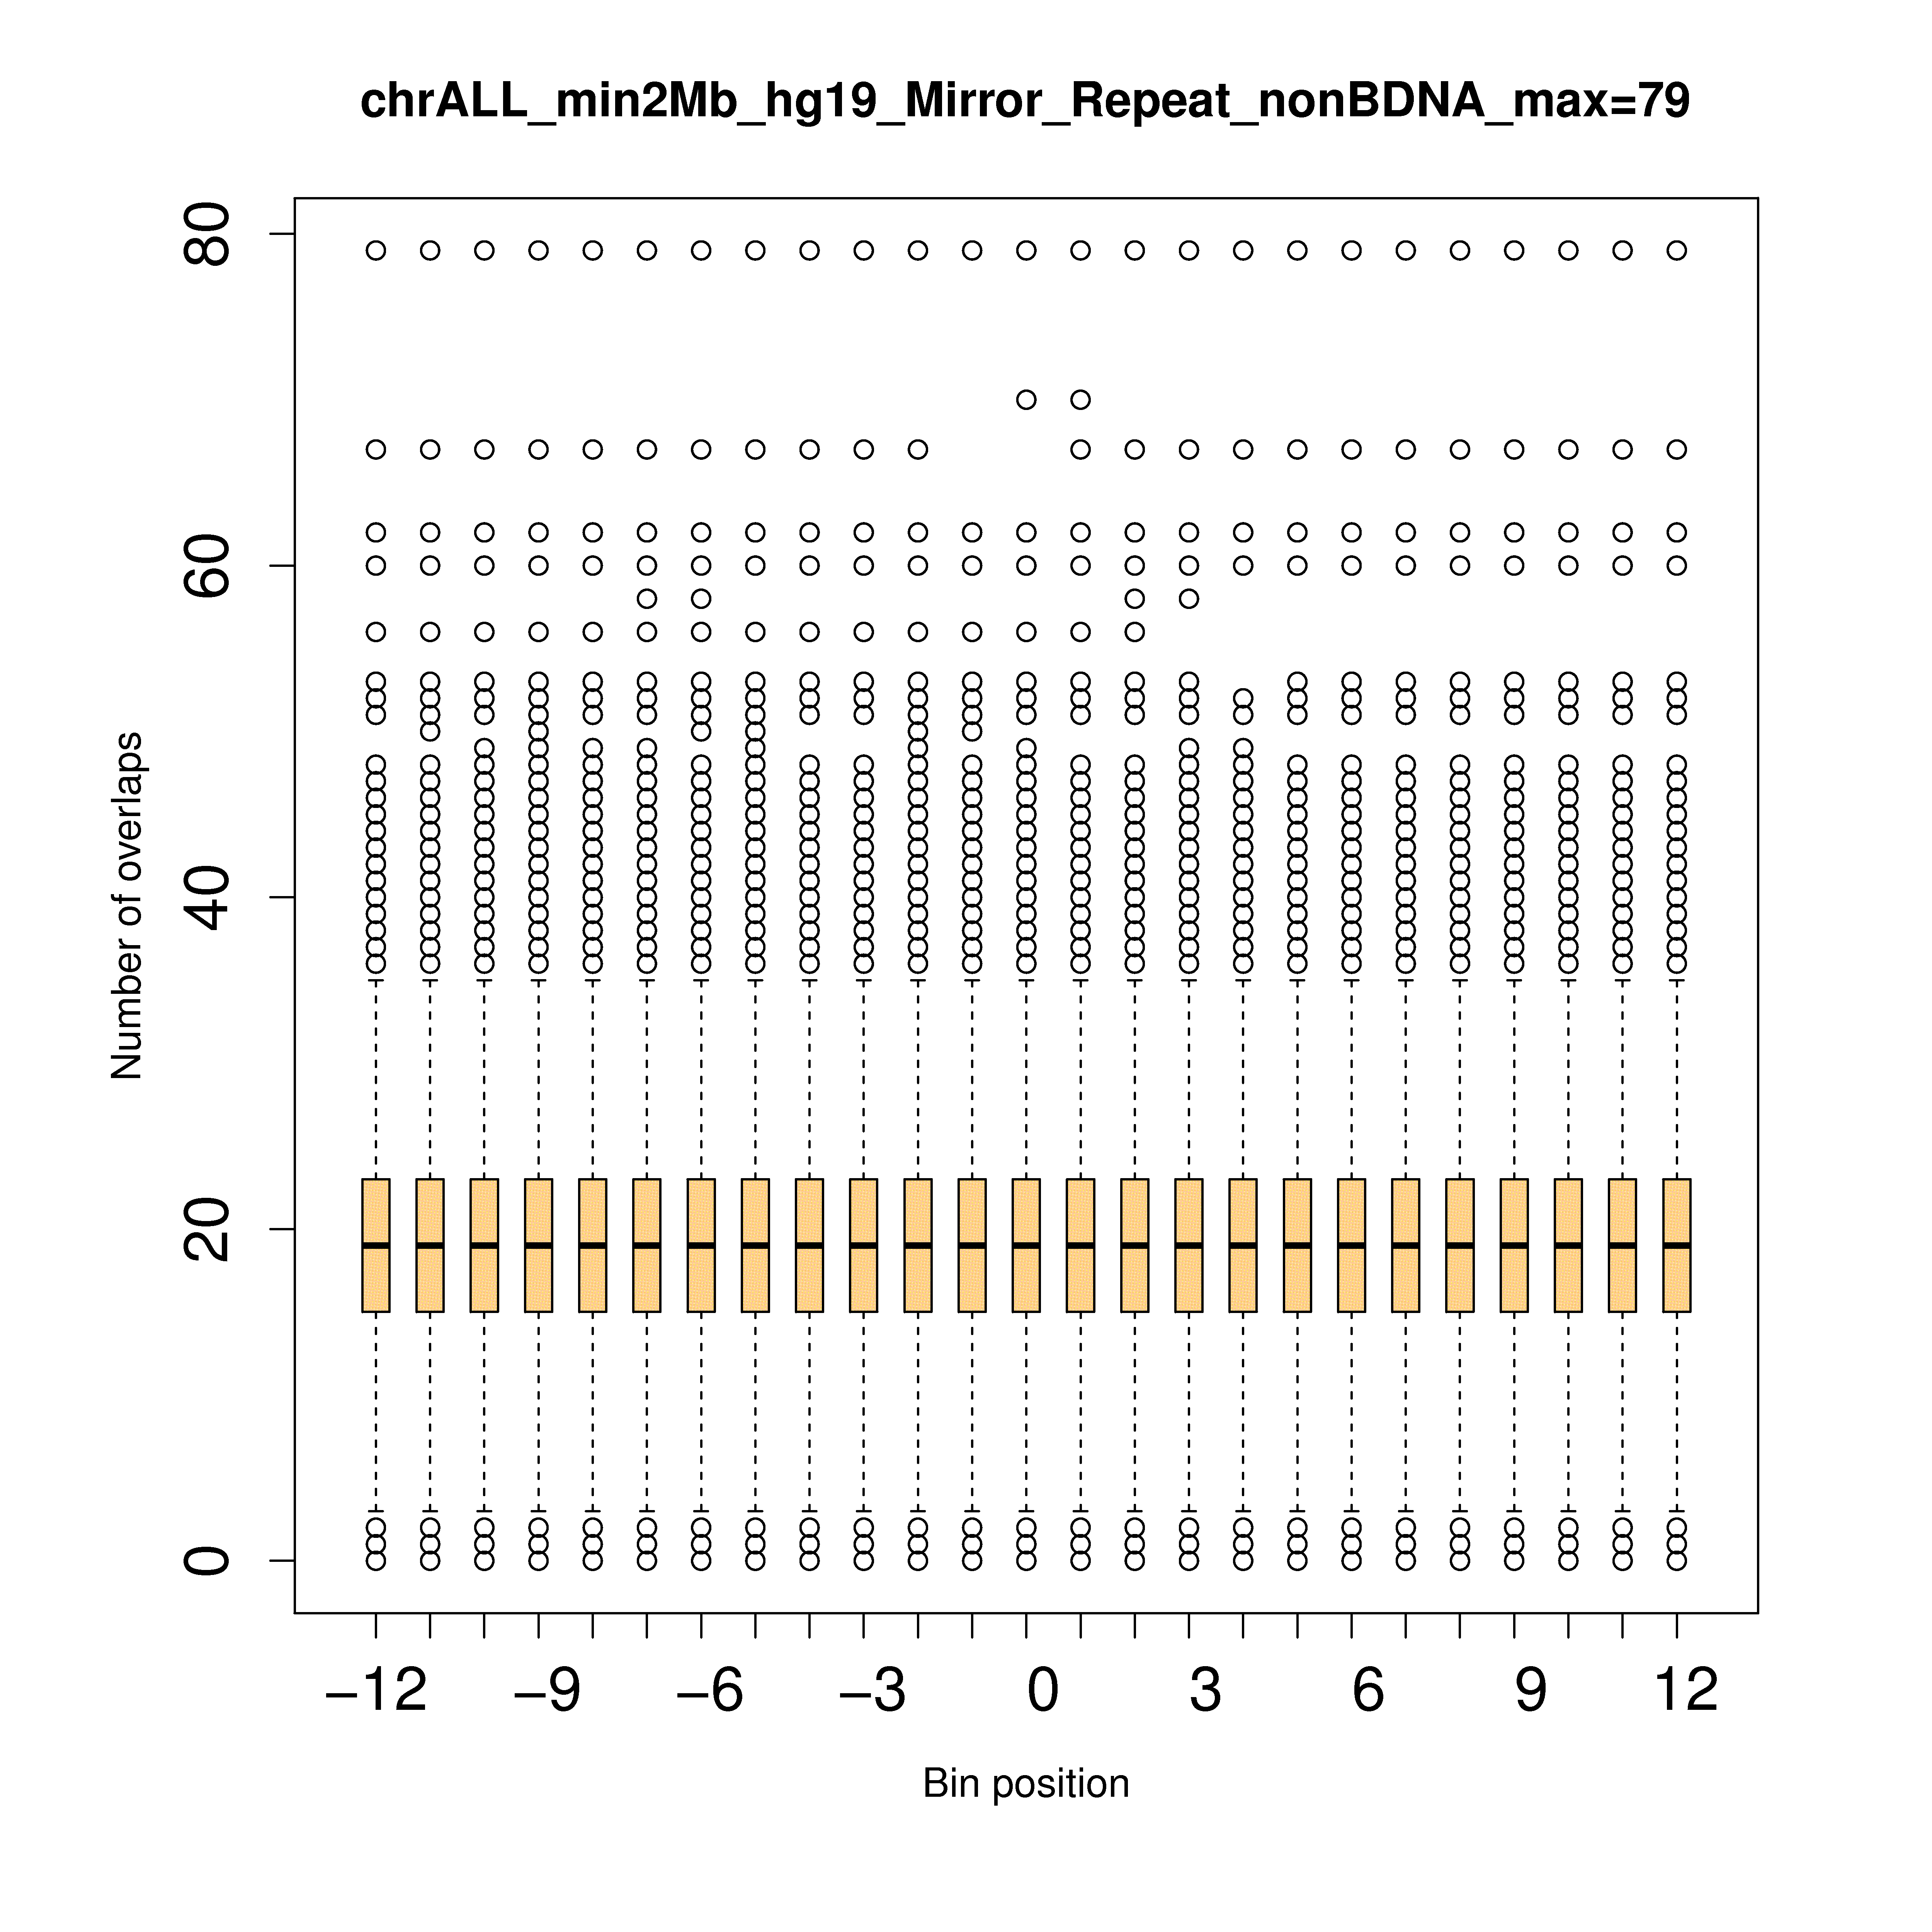 chrALL_min2Mb_hg19_Mirror_Repeat_nonBDNA_max=79
80
60
40
20
0
Number of overlaps
−12 −9 −6 −3 0 3 6 9 12
Bin position